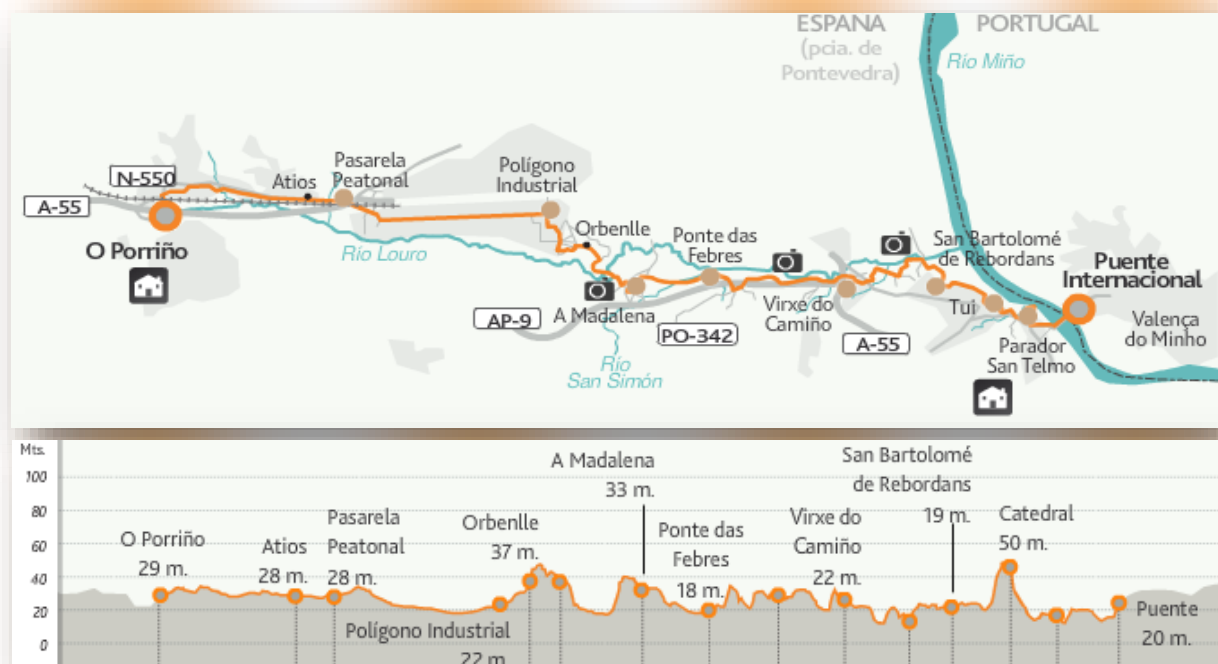 ESPANA
(pcia. de
Pontevedra)
PORTUGAL
Río Miño
N-550
A-55
O Porriño
Atios
Pasarela
Peatonal
Río Louro
Polígono
Industrial
Orbenlle
Ponte das
Febres
A Madalena
AP-9
Río
San Simón
PO-342
Virxe do
Camiño
A-55
San Bartolomé
de Rebordans
Tui
Parador
San Telmo
Puente
Internacional
Valença
do Minho
Mts.
100
80
60
40
20
0
O Porriño
29 m.
Atios
28 m.
Pasarela
Peatonal
28 m.
Polígono Industrial
22 m.
Orbenlle
37 m.
A Madalena
33 m.
Ponte das
Febres
18 m.
Virxe do
Camiño
22 m.
San Bartolomé
de Rebordans
19 m.
Catedral
50 m.
Puente
20 m.